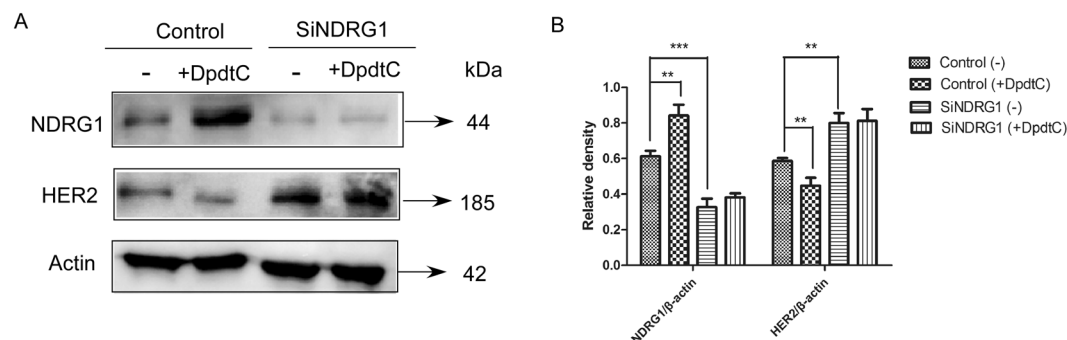 A
Control SiNDRG1
- +DpdtC - +DpdtC kDa
NDRG1 44
HER2 185
Actin 42
B
Relative density
1.0
0.8
0.6
0.4
0.2
0.0
*** ** ** **
NDRG1/β-actin HER2/β-actin
Control (-)
Control (+DpdtC)
SiNDRG1 (-)
SiNDRG1 (+DpdtC)